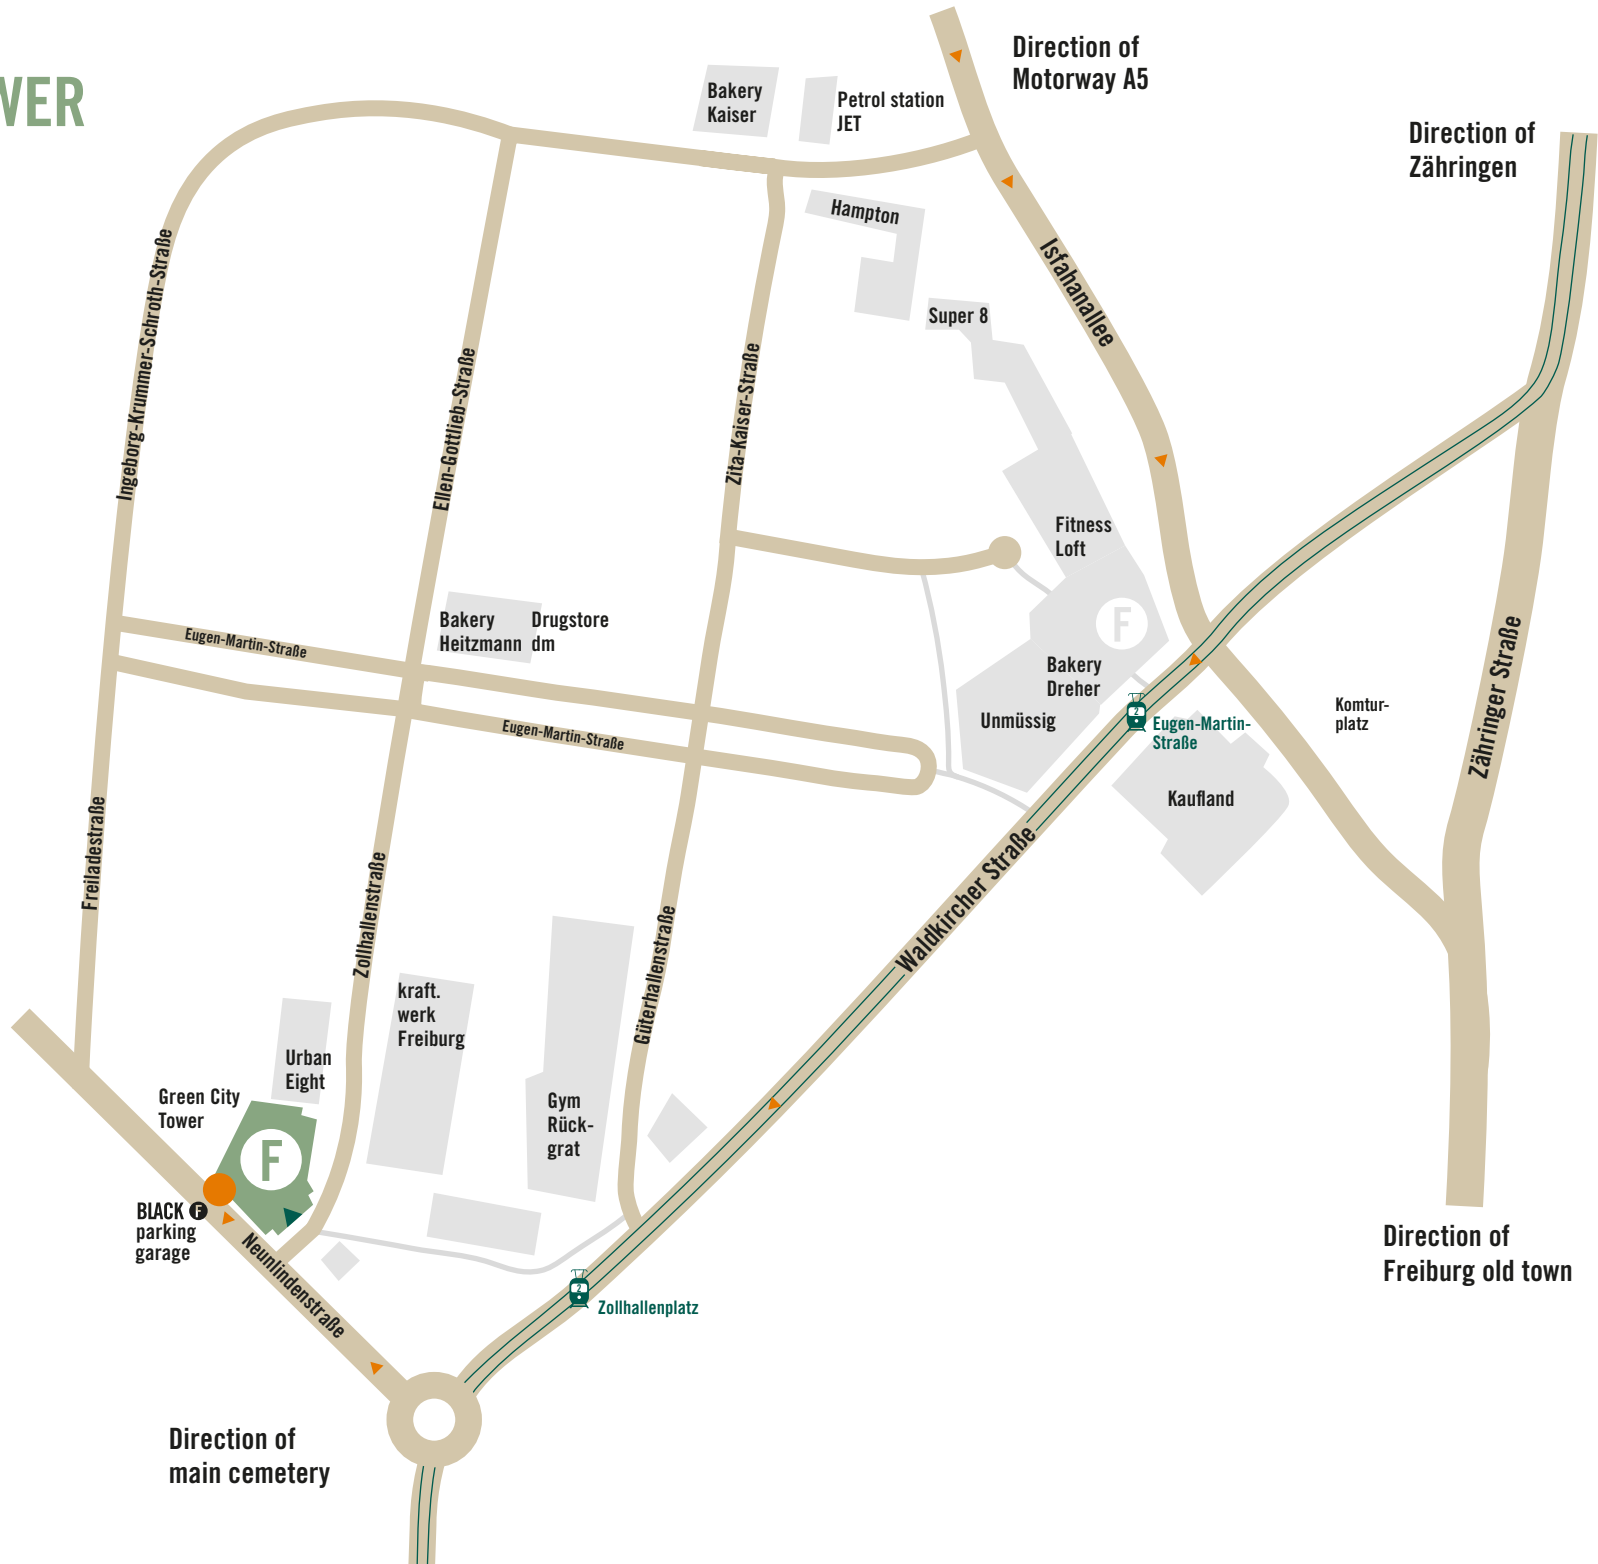 WER
Direction of
Motorway A5
Bakery
Kaiser
Petrol station
JET
Direction of
Zähringen
Hampton
Isfahanallee
Super 8
Ingeborg-Krummer-Schroth-Straße
Ellen-Gottlieb-Straße
Zita-Kaiser-Straße
Fitness
Loft
F
Bakery
Heitzmann
Drugstore
dm
Eugen-Martin-Straße
Eugen-Martin-Straße
Bakery
Dreher
Unmüssig
2
Eugen-Martin-
Straße
Komtur-
platz
Zähringer Straße
Kaufland
Waldkircher Straße
Freiladestraße
Zollhallenstraße
Güterhallenstraße
kraft.
werk
Freiburg
Urban
Eight
Green City
Tower
F
Gym
Rück-
grat
BLACK F
parking
garage
Neunlindenstraße
2
Zollhallenplatz
Direction of
Freiburg old town
Direction of
main cemetery